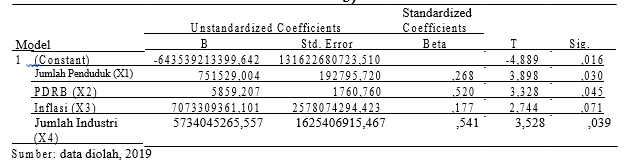 Standardized
Unstandardized Coefficients Coefficients
Model B Std. Error Beta T Sig.
1 (Constant) -643539213399,642 131622680723,510 -4,889 ,016
Jumlah Penduduk (X1) 751529,004 192795,720 ,268 3,898 ,030
PDRB (X2) 5859,207 1760,760 ,520 3,328 ,045
Inflasi (X3) 7073309361,101 2578074294,423 ,177 2,744 ,071
Jumlah Industri 5734045265,557 1625406915,467 ,541 3,528 ,039
(X4)
Sumber: data diolah, 2019